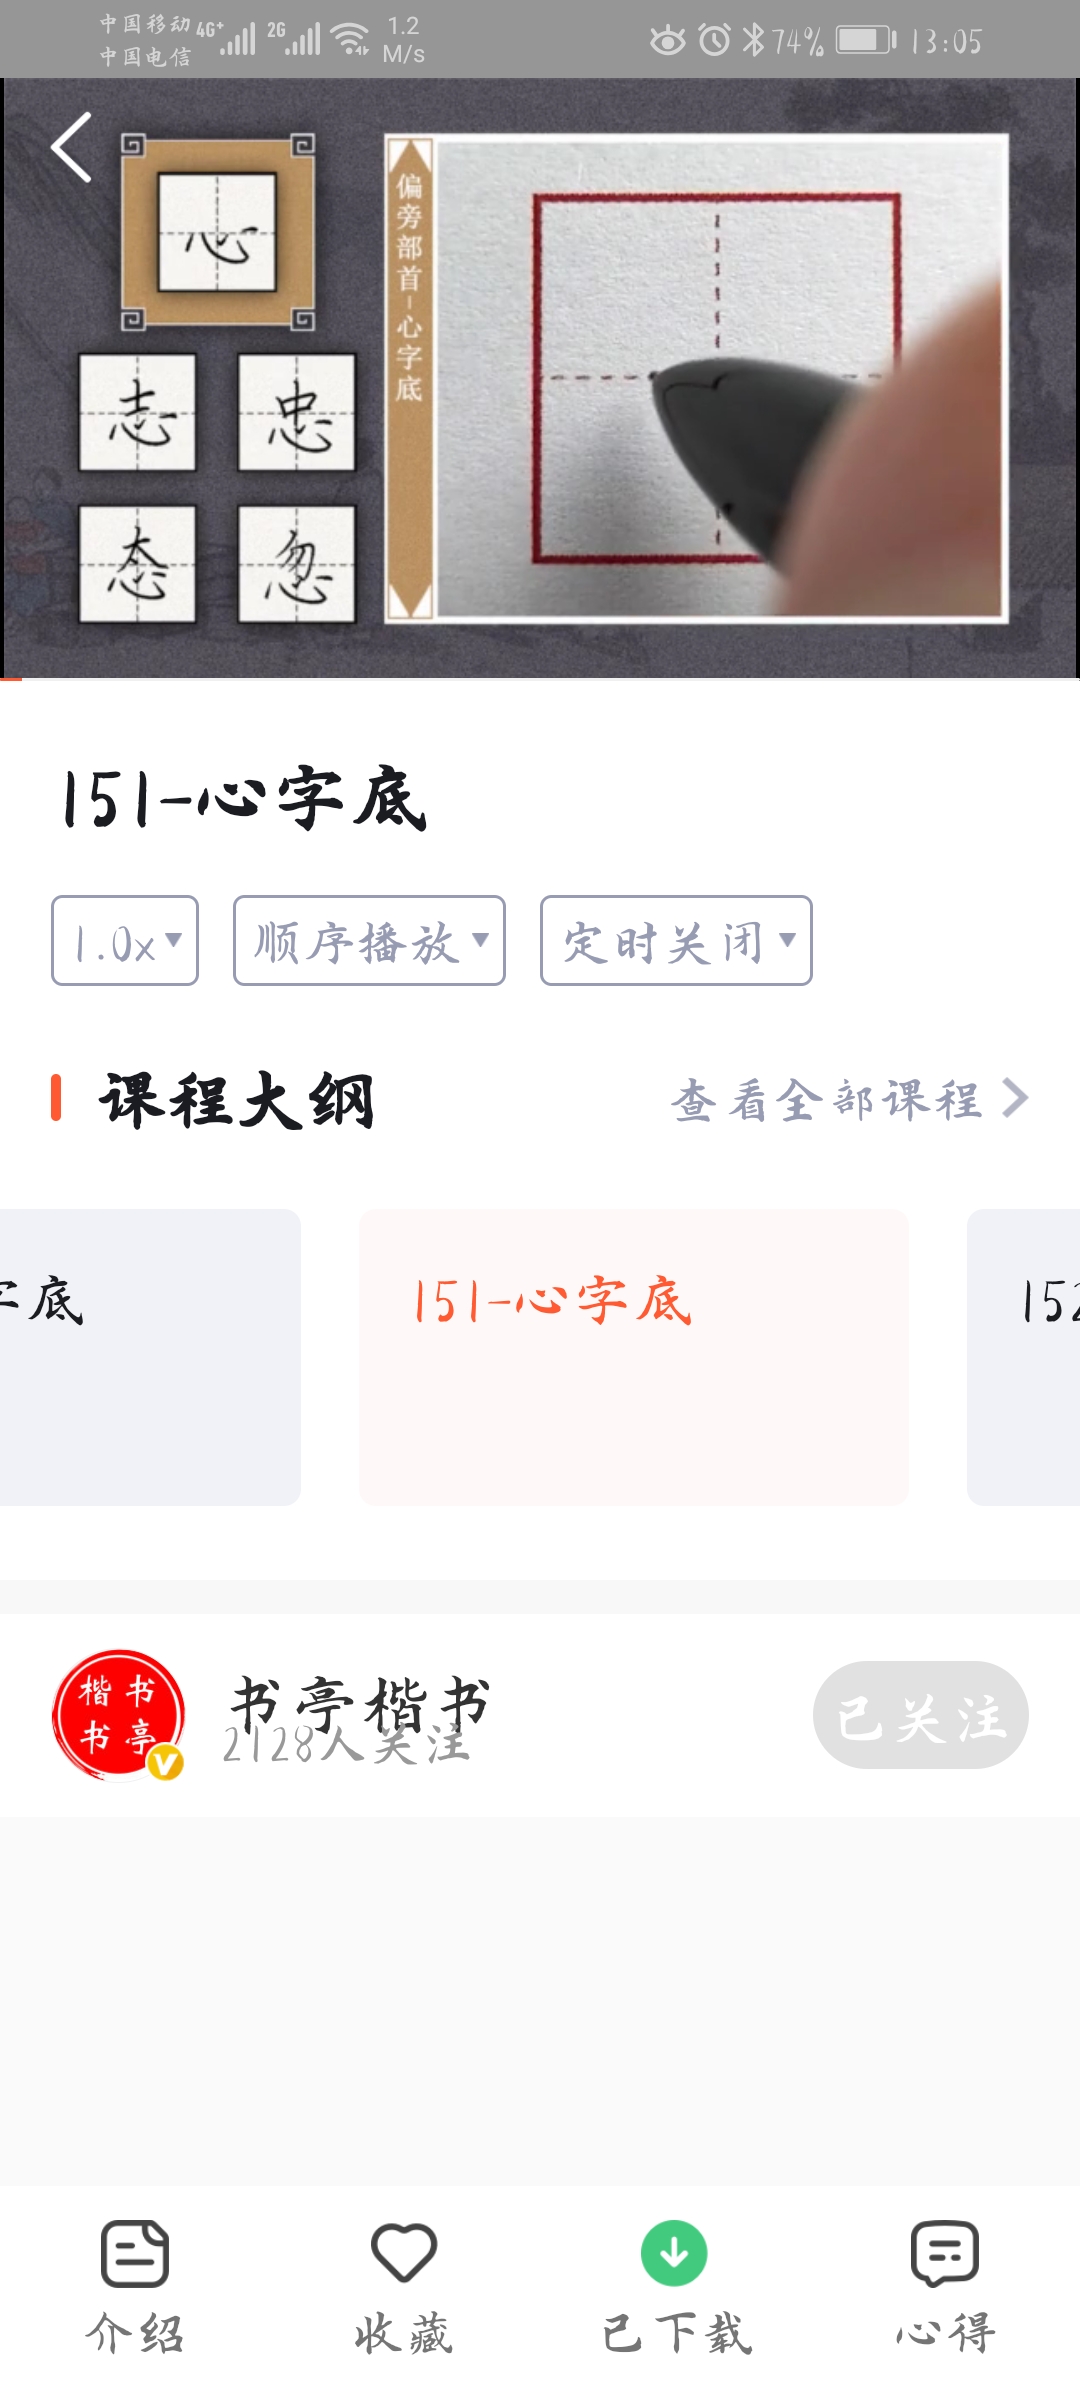 中国移动 4G+ 2G 1.2
中国电信 M/s 74% 13:05
心
志 忠
态 忽
偏旁部首-心字底
151-心字底
1.0x 顺序播放 定时关闭
课程大纲 查看全部课程
字底 151-心字底 152
楷书
书亭
书亭楷书
2128人关注
已关注
介绍 收藏 已下载 心得